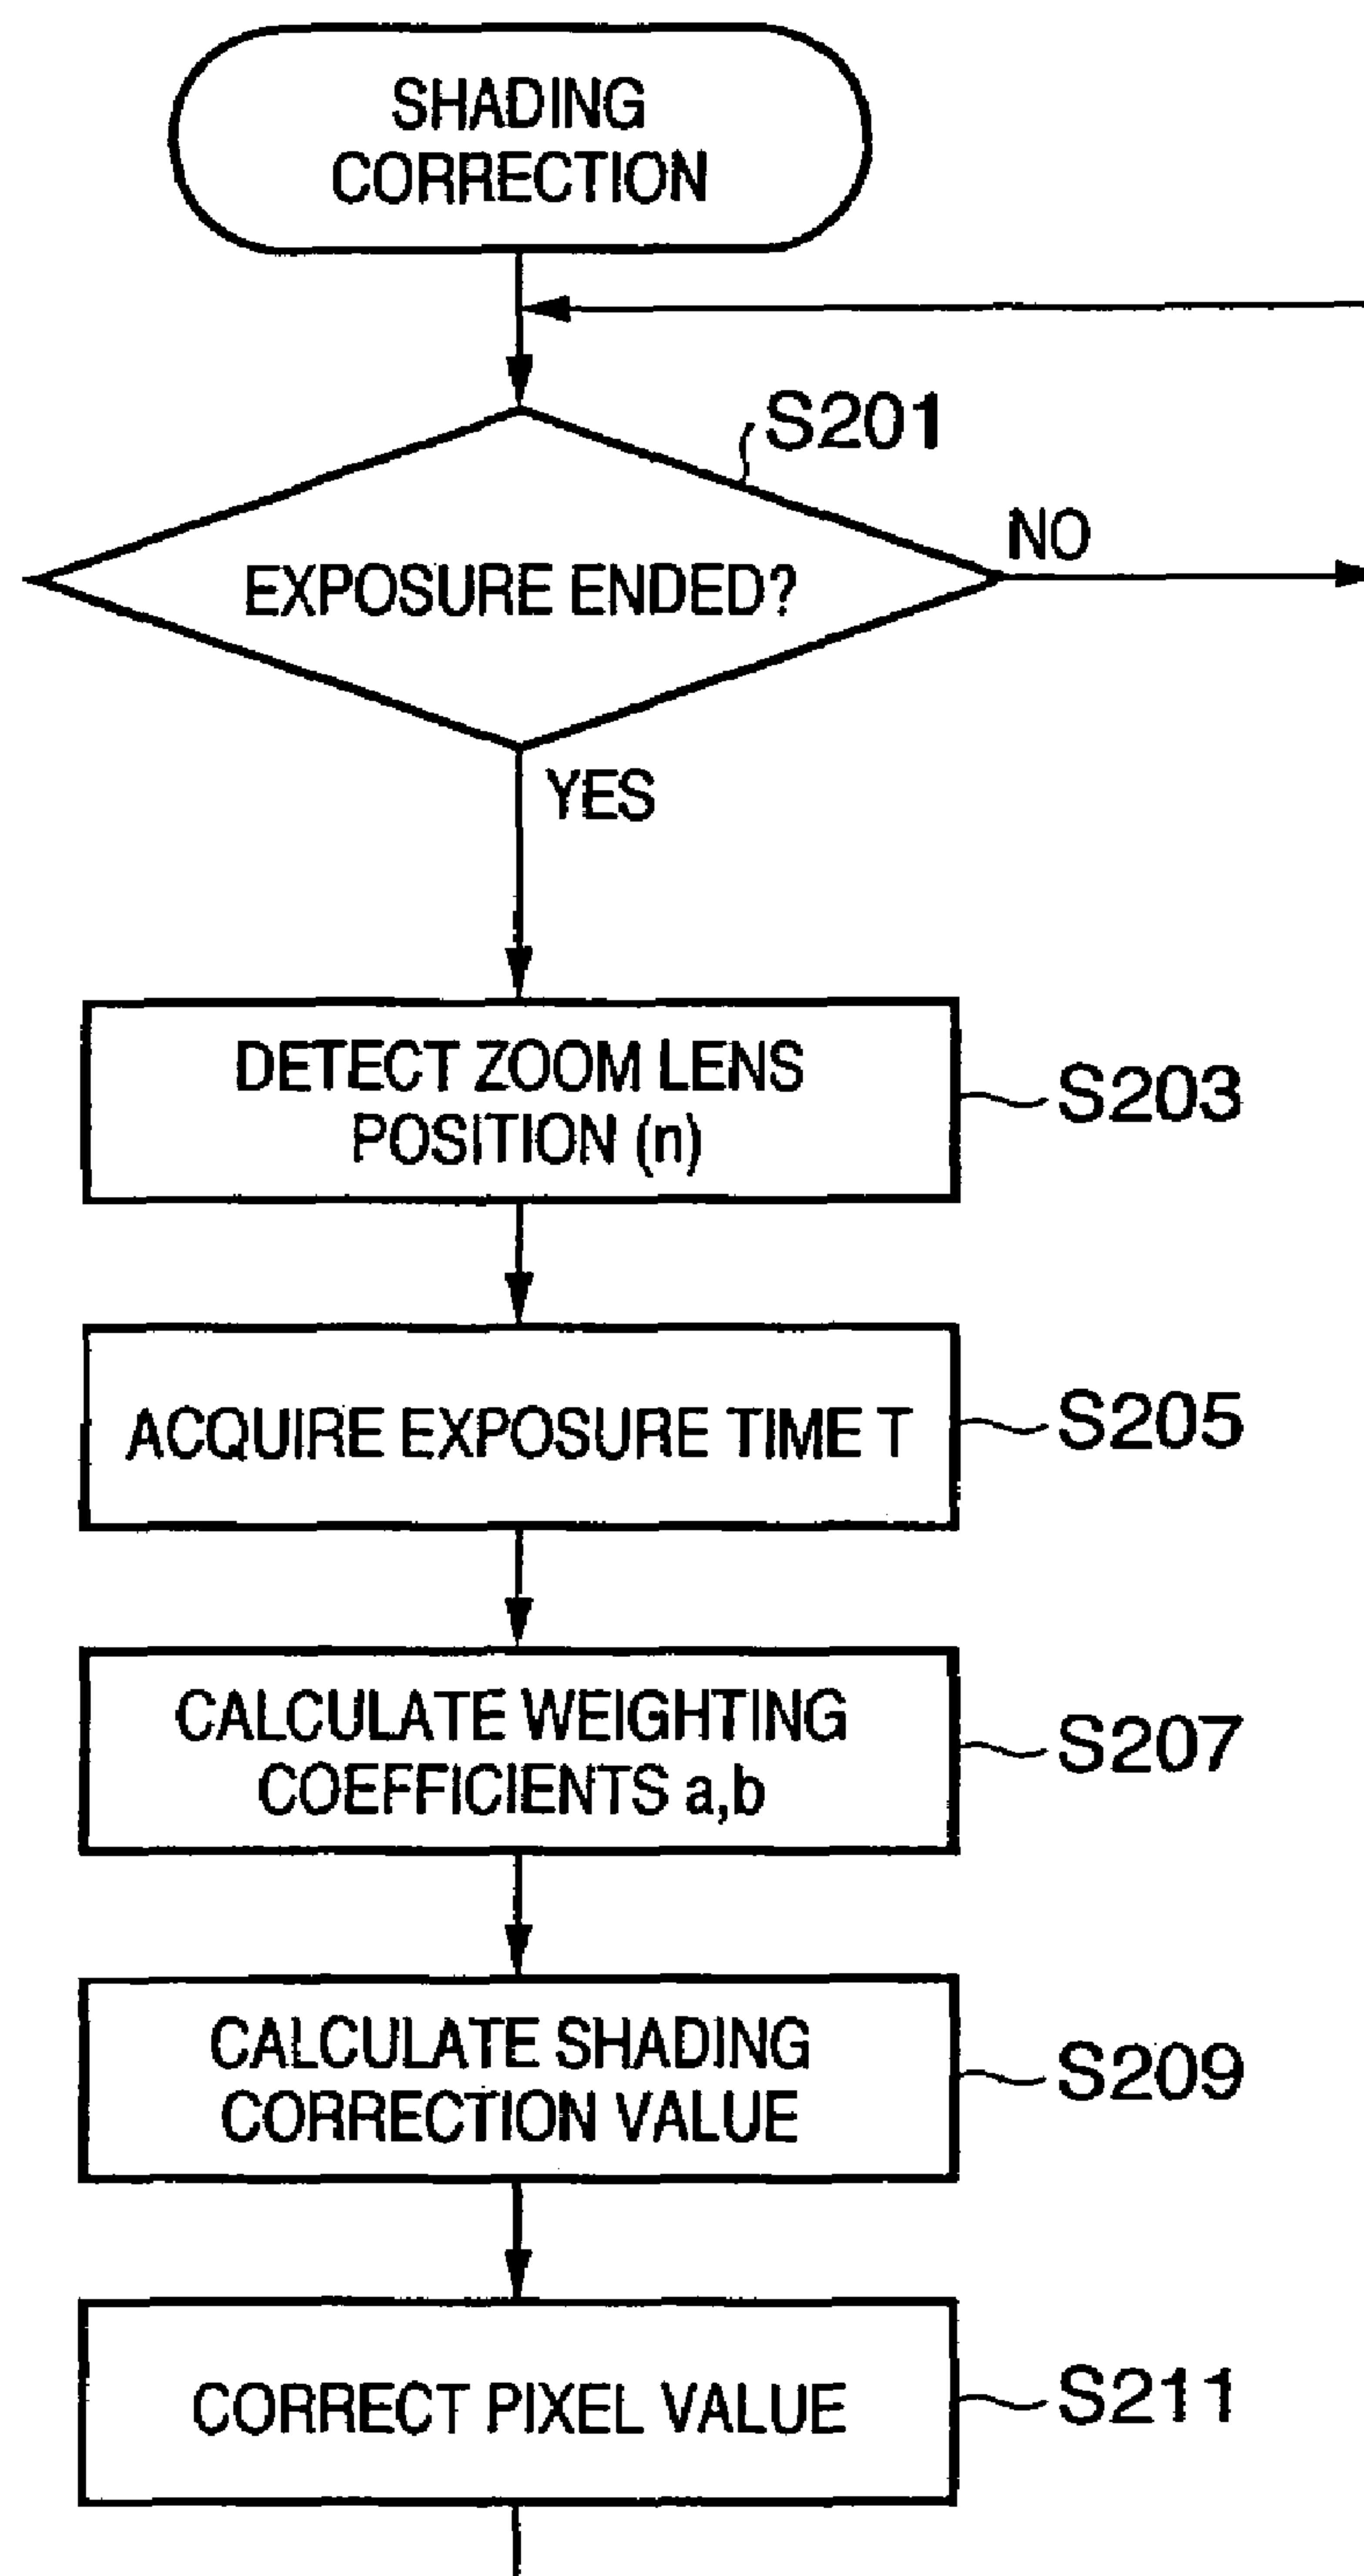 SHADING
CORRECTION
S201
NO
EXPOSURE ENDED?
YES
DETECT ZOOM LENS
POSITION (n)
S203
ACQUIRE EXPOSURE TIME T
S205
CALCULATE WEIGHTING
COEFFICIENTS a,b
S207
CALCULATE SHADING
CORRECTION VALUE
S209
CORRECT PIXEL VALUE
S211